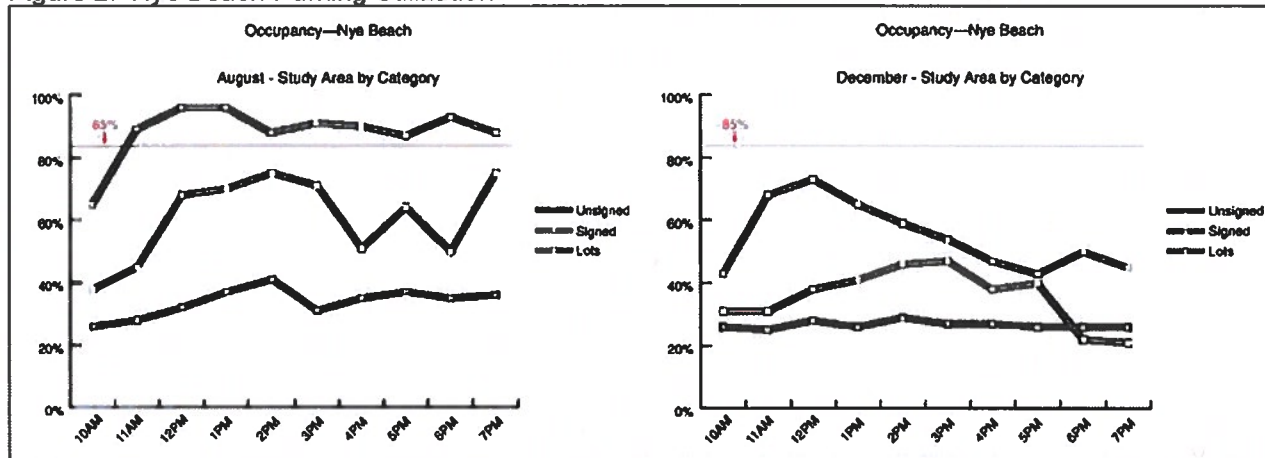 Figure 2. Nye Beach Parking Utilization
Occupancy—Nye Beach
August - Study Area by Category
100%
85%
80%
60%
40%
20%
0%
10AM
11AM
12PM
1PM
2PM
3PM
4PM
5PM
6PM
7PM
Unsigned
Signed
Lots
Occupancy—Nye Beach
December - Study Area by Category
100%
85%
80%
60%
40%
20%
0%
10AM
11AM
12PM
1PM
2PM
3PM
4PM
5PM
6PM
7PM
Unsigned
Signed
Lots